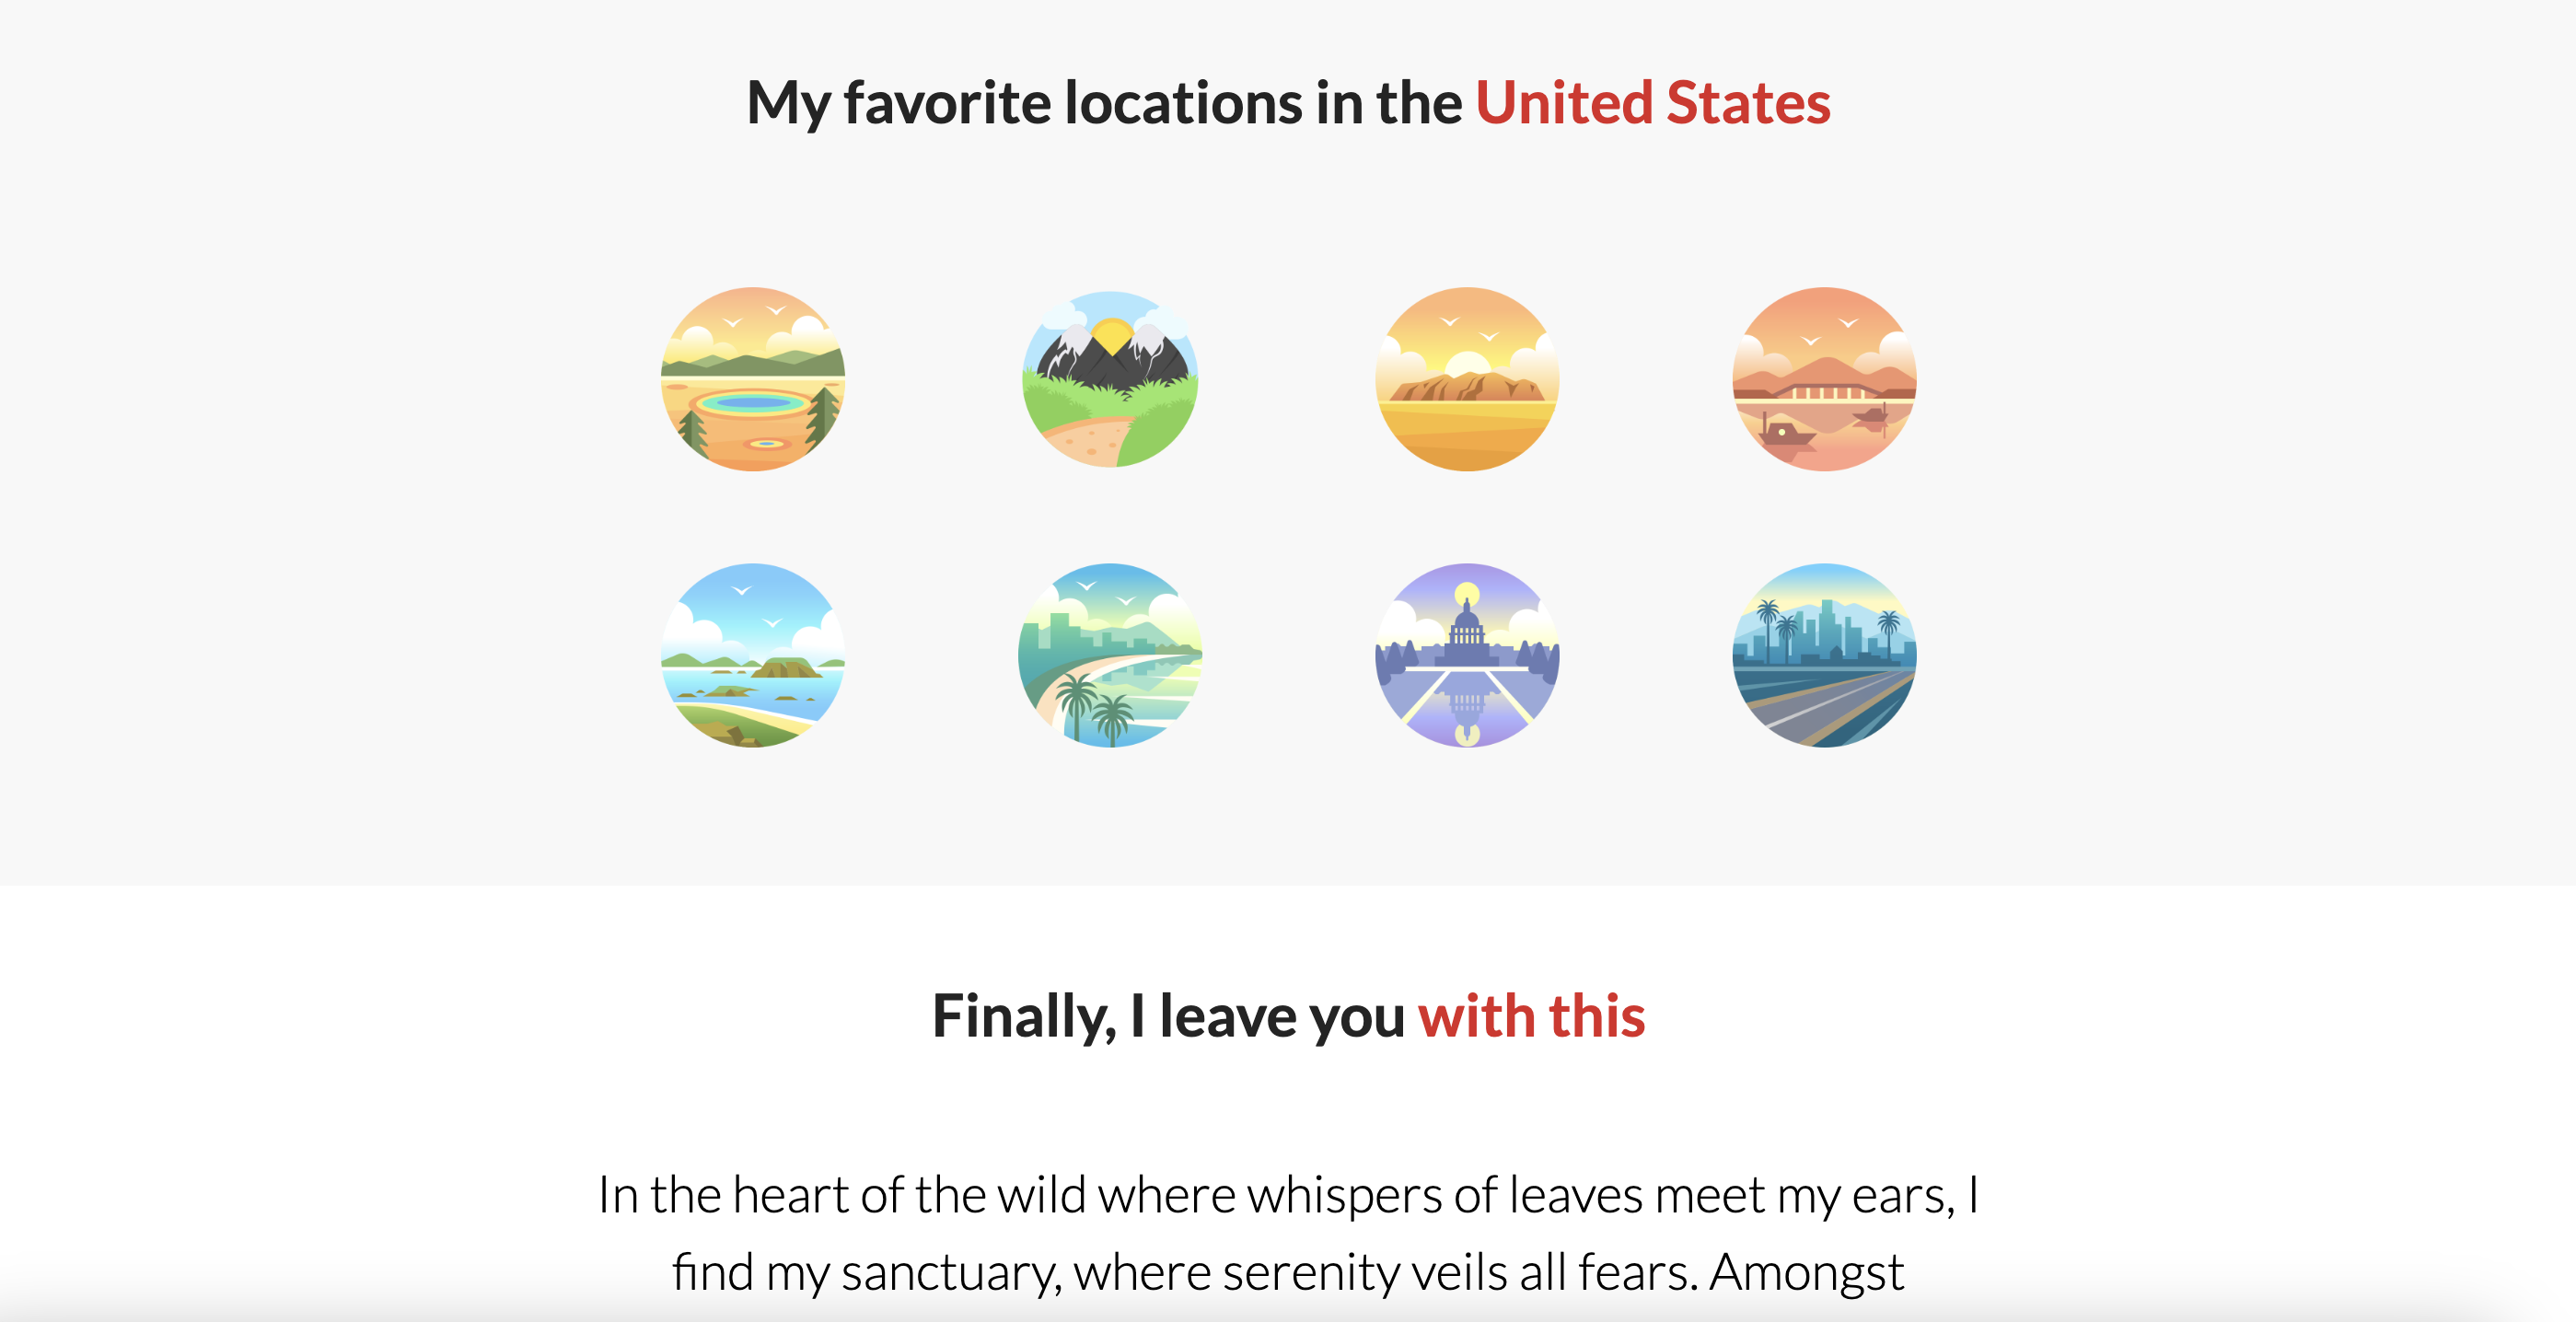 My favorite locations in the United States
Finally, I leave you with this
In the heart of the wild where whispers of leaves meet my ears, I
find my sanctuary, where serenity veils all fears. Amongst